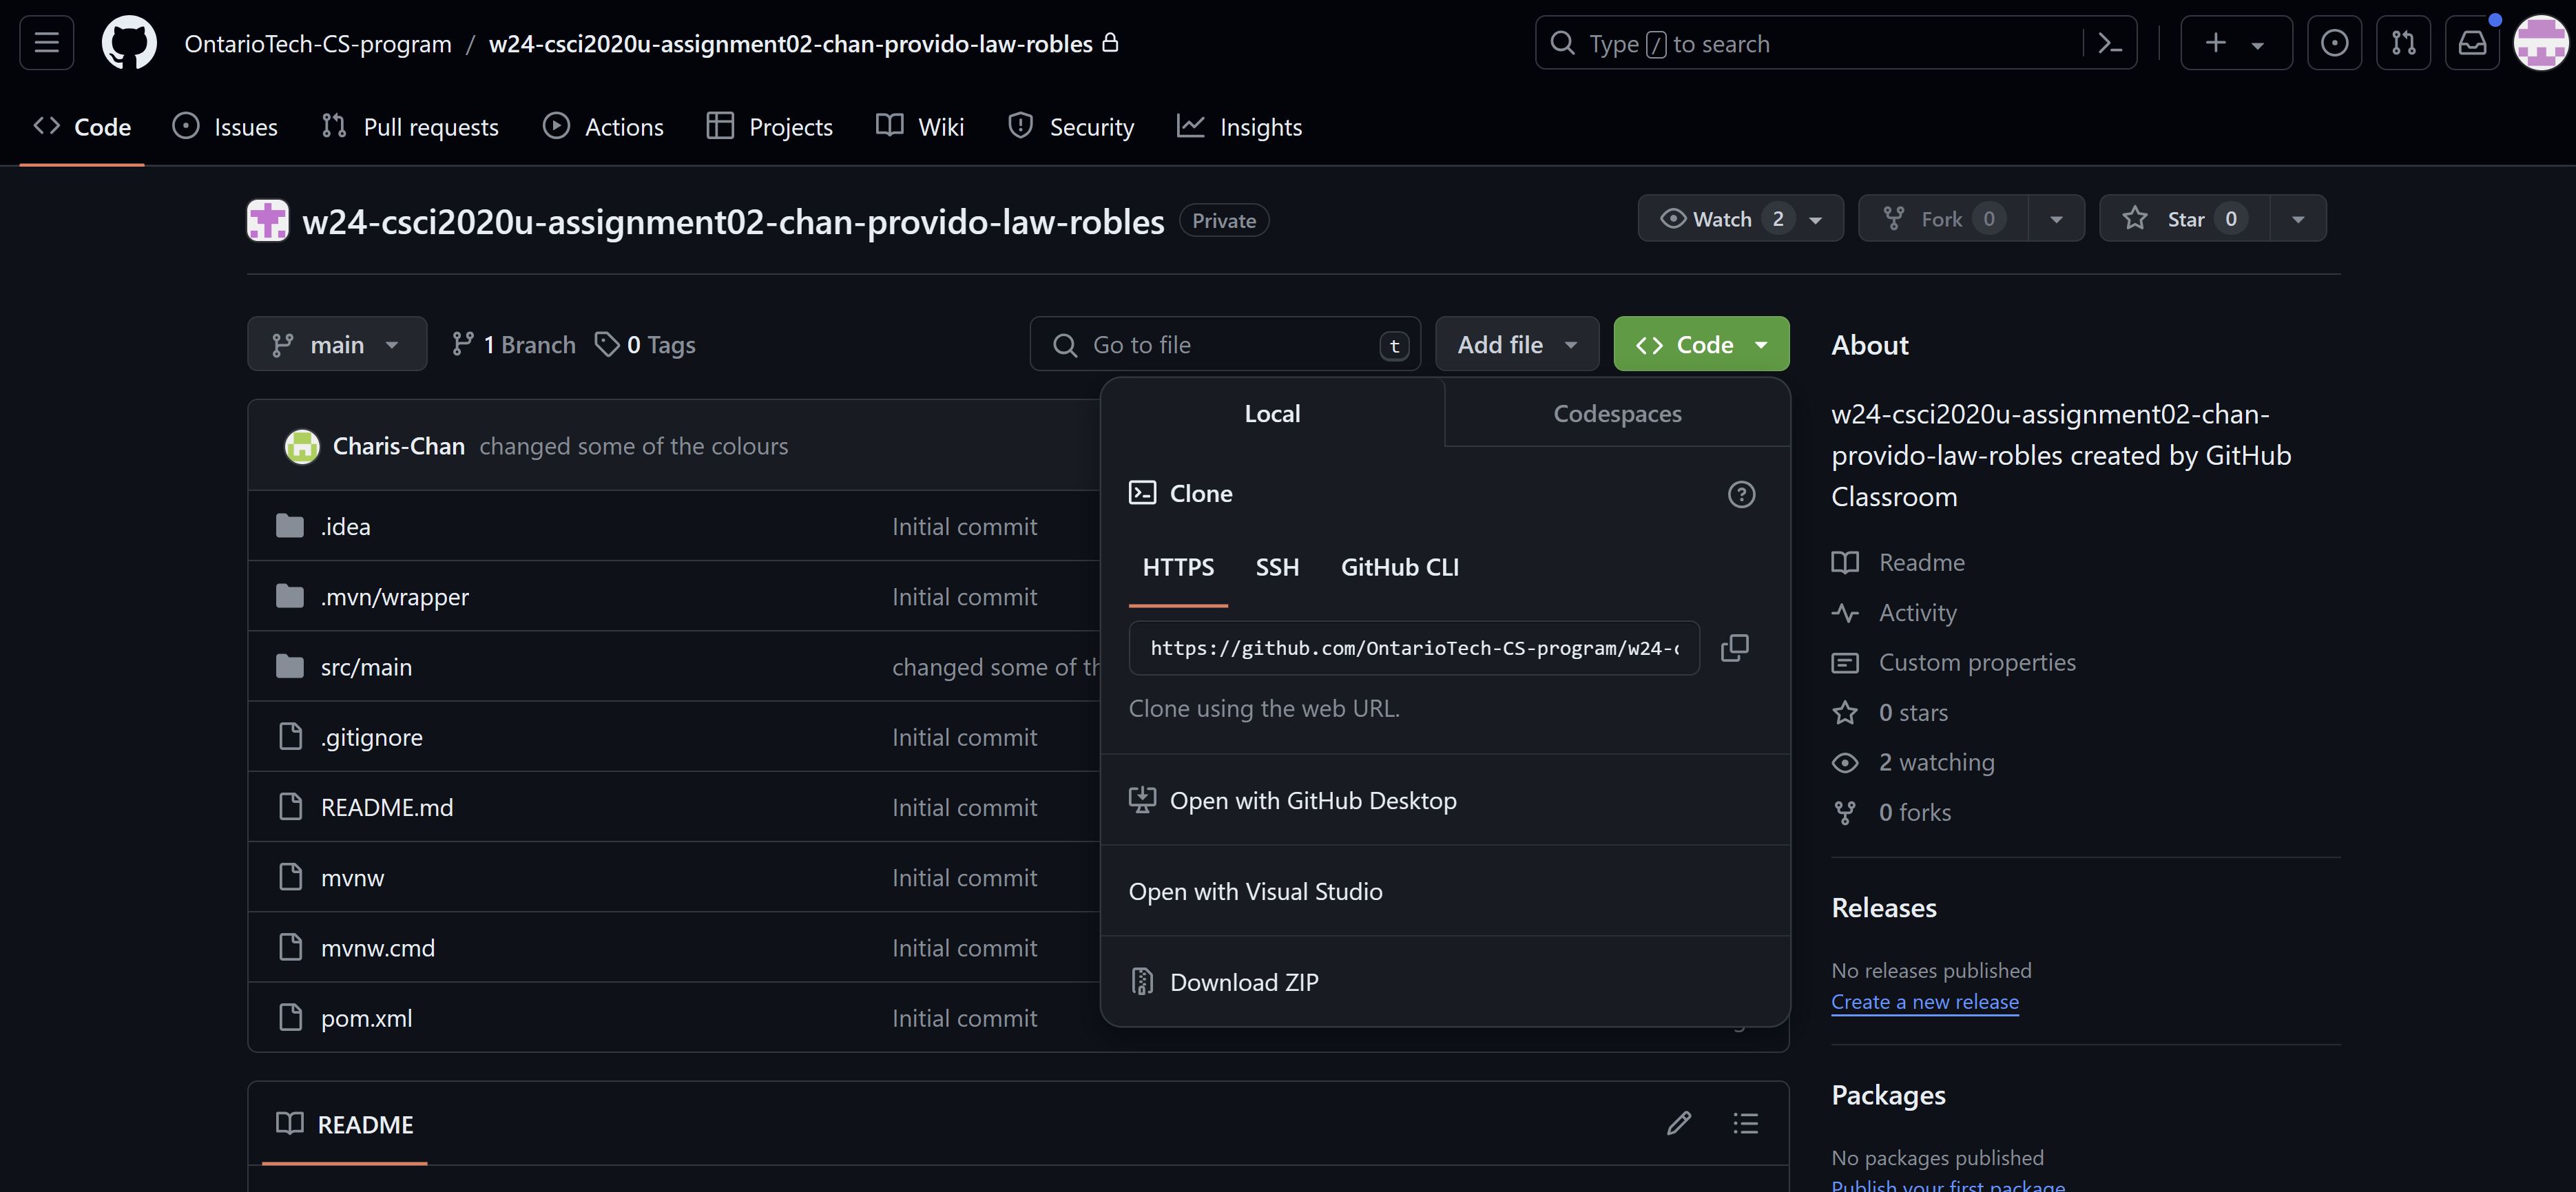 OntarioTech-CS-program / w24-csci2020u-assignment02-chan-provido-law-robles
Type / to search
Code Issues Pull requests Actions Projects Wiki Security Insights
w24-csci2020u-assignment02-chan-provido-law-robles Private
Watch 2 Fork 0 Star 0
main 1 Branch 0 Tags Go to file t Add file Code
Local Codespaces
Clone
HTTPS SSH GitHub CLI
https://github.com/OntarioTech-CS-program/w24-
Clone using the web URL.
Open with GitHub Desktop
Open with Visual Studio
Download ZIP
Charis-Chan changed some of the colours
.idea Initial commit
.mvn/wrapper Initial commit
src/main changed some of
.gitignore Initial commit
README.md Initial commit
mvnw Initial commit
mvnw.cmd Initial commit
pom.xml Initial commit
README
About
w24-csci2020u-assignment02-chan-
provido-law-robles created by GitHub
Classroom
Readme
Activity
Custom properties
0 stars
2 watching
0 forks
Releases
No releases published
Create a new release
Packages
No packages published
Publish your first package